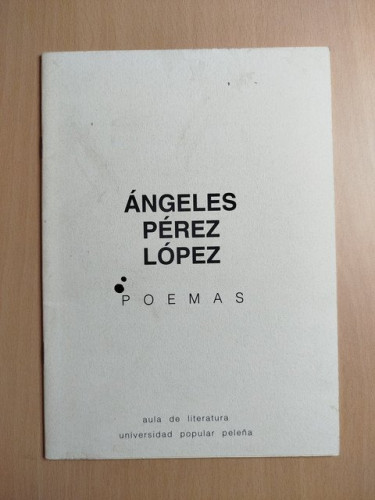 ÁNGELES
PÉREZ
LÓPEZ
POEMAS
aula de literatura
universidad popular peleña